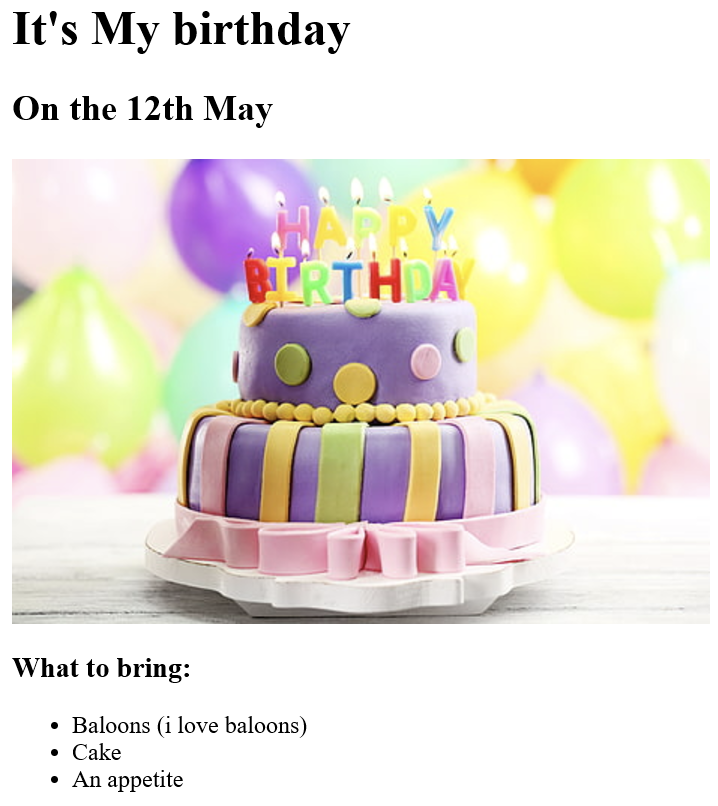 It's My birthday
On the 12th May
HAPPY
BIRTHDAY
What to bring:
Baloons (i love baloons)
Cake
An appetite